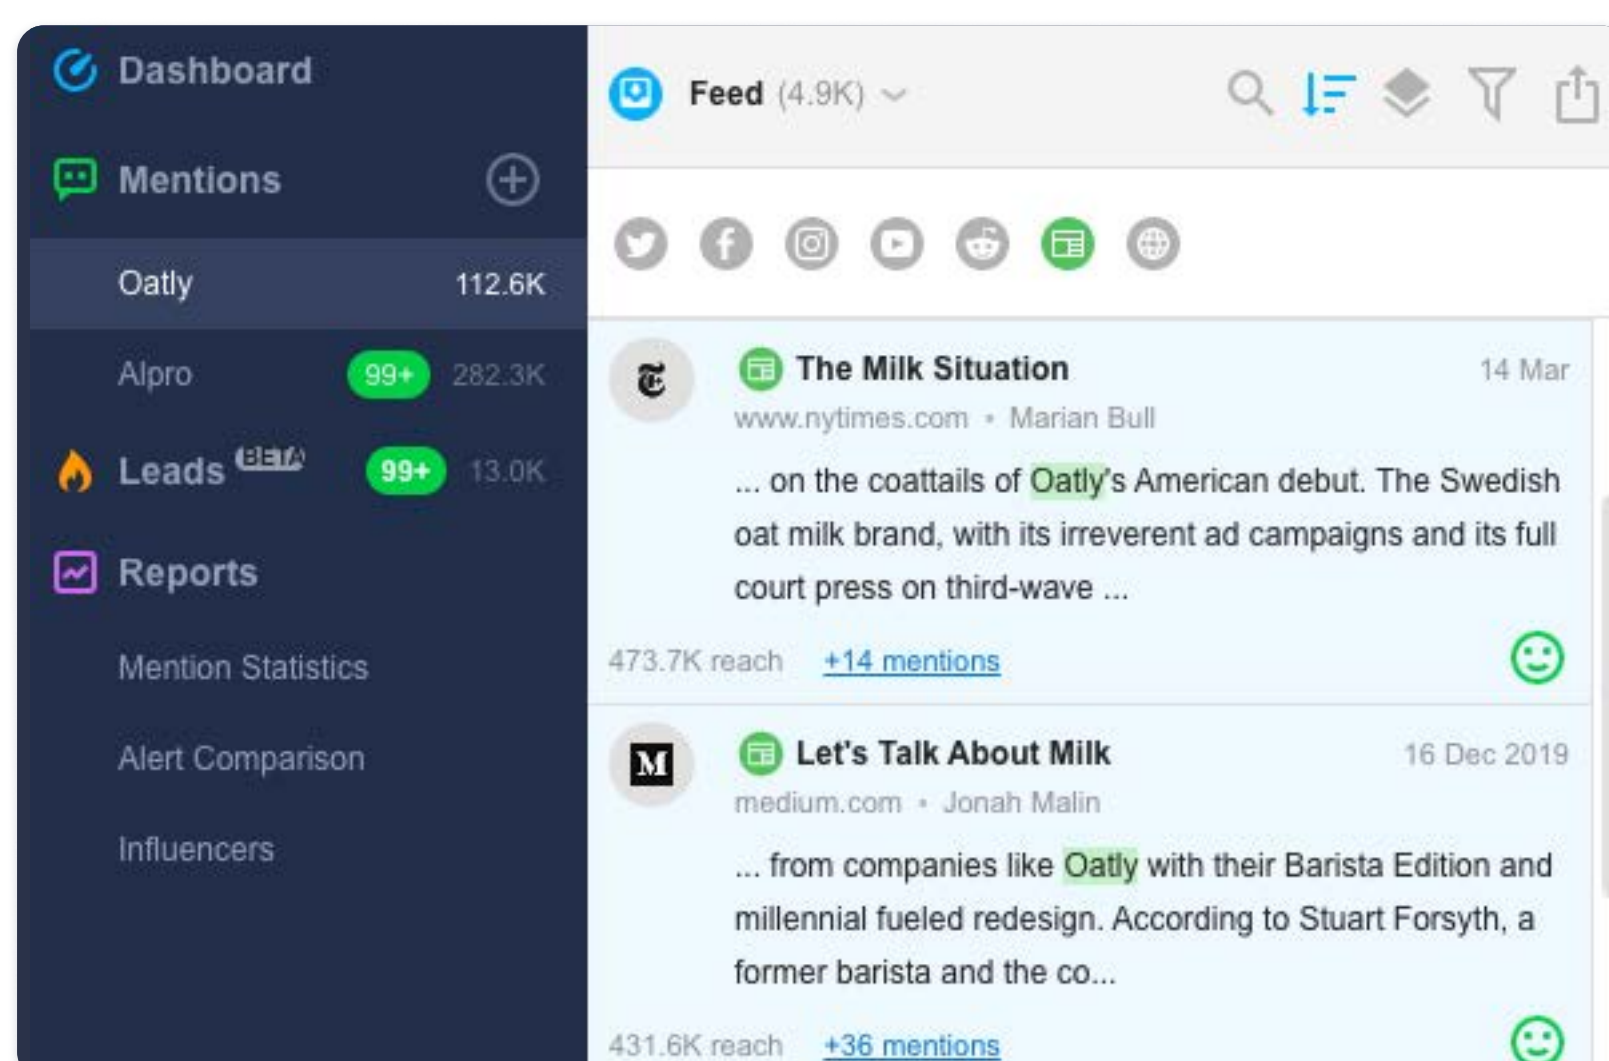 Dashboard
Mentions
Oatly 112.6K
Alpro 99+ 282.3K
Leads BETA 99+ 13.0K
Reports
Mention Statistics
Alert Comparison
Influencers
Feed (4.9K)
The Milk Situation 14 Mar
www.nytimes.com • Marian Bull
... on the coattails of Oatly's American debut. The Swedish
oat milk brand, with its irreverent ad campaigns and its full
court press on third-wave ...
473.7K reach +14 mentions
M Let's Talk About Milk 16 Dec 2019
medium.com • Jonah Malin
... from companies like Oatly with their Barista Edition and
millennial fueled redesign. According to Stuart Forsyth, a
former barista and the co...
431.6K reach +36 mentions